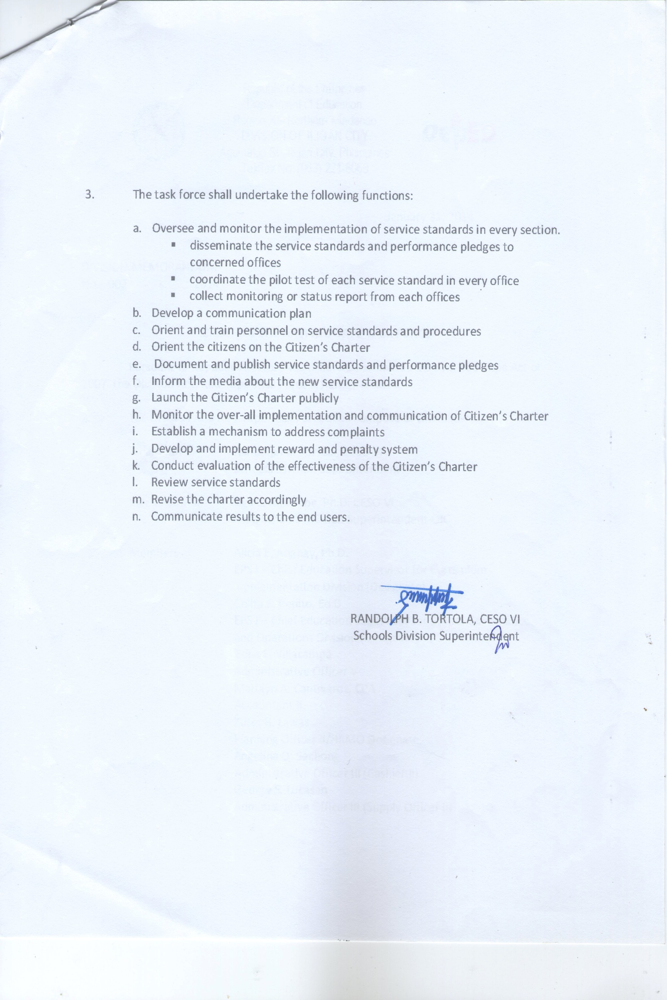 3. The task force shall undertake the following functions:
a. Oversee and monitor the implementation of service standards in every section.
▪ disseminate the service standards and performance pledges to
concerned offices
▪ coordinate the pilot test of each service standard in every office
▪ collect monitoring or status report from each offices
b. Develop a communication plan
c. Orient and train personnel on service standards and procedures
d. Orient the citizens on the Citizen's Charter
e. Document and publish service standards and performance pledges
f. Inform the media about the new service standards
g. Launch the Citizen's Charter publicly
h. Monitor the over-all implementation and communication of Citizen's Charter
i. Establish a mechanism to address complaints
j. Develop and implement reward and penalty system
k. Conduct evaluation of the effectiveness of the Citizen's Charter
l. Review service standards
m. Revise the charter accordingly
n. Communicate results to the end users.
RANDOLPH B. TORTOLA, CESO VI
Schools Division Superintendent